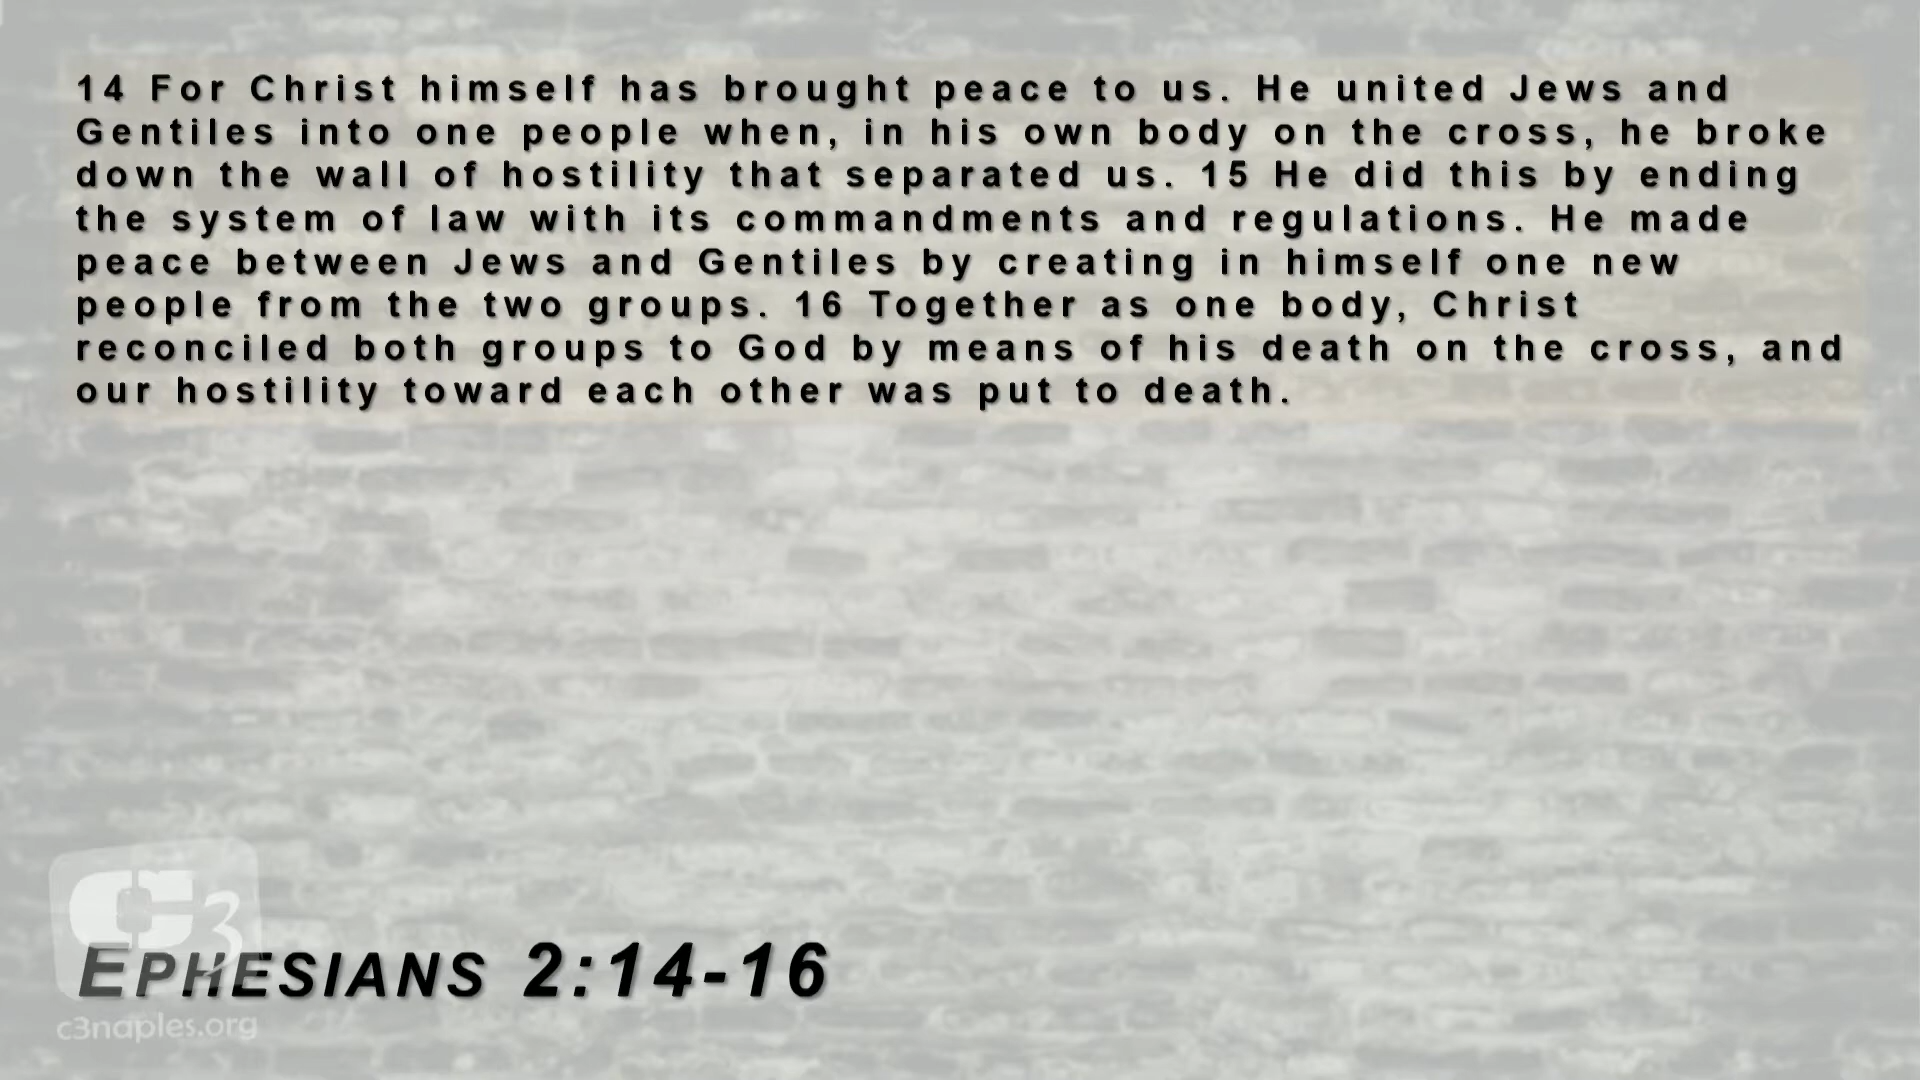 14 For Christ himself has brought peace to us. He united Jews and
Gentiles into one people when, in his own body on the cross, he broke
down the wall of hostility that separated us. 15 He did this by ending
the system of law with its commandments and regulations. He made
peace between Jews and Gentiles by creating in himself one new
people from the two groups. 16 Together as one body, Christ
reconciled both groups to God by means of his death on the cross, and
our hostility toward each other was put to death.
C3
EPHESIANS 2:14-16
c3naples.org